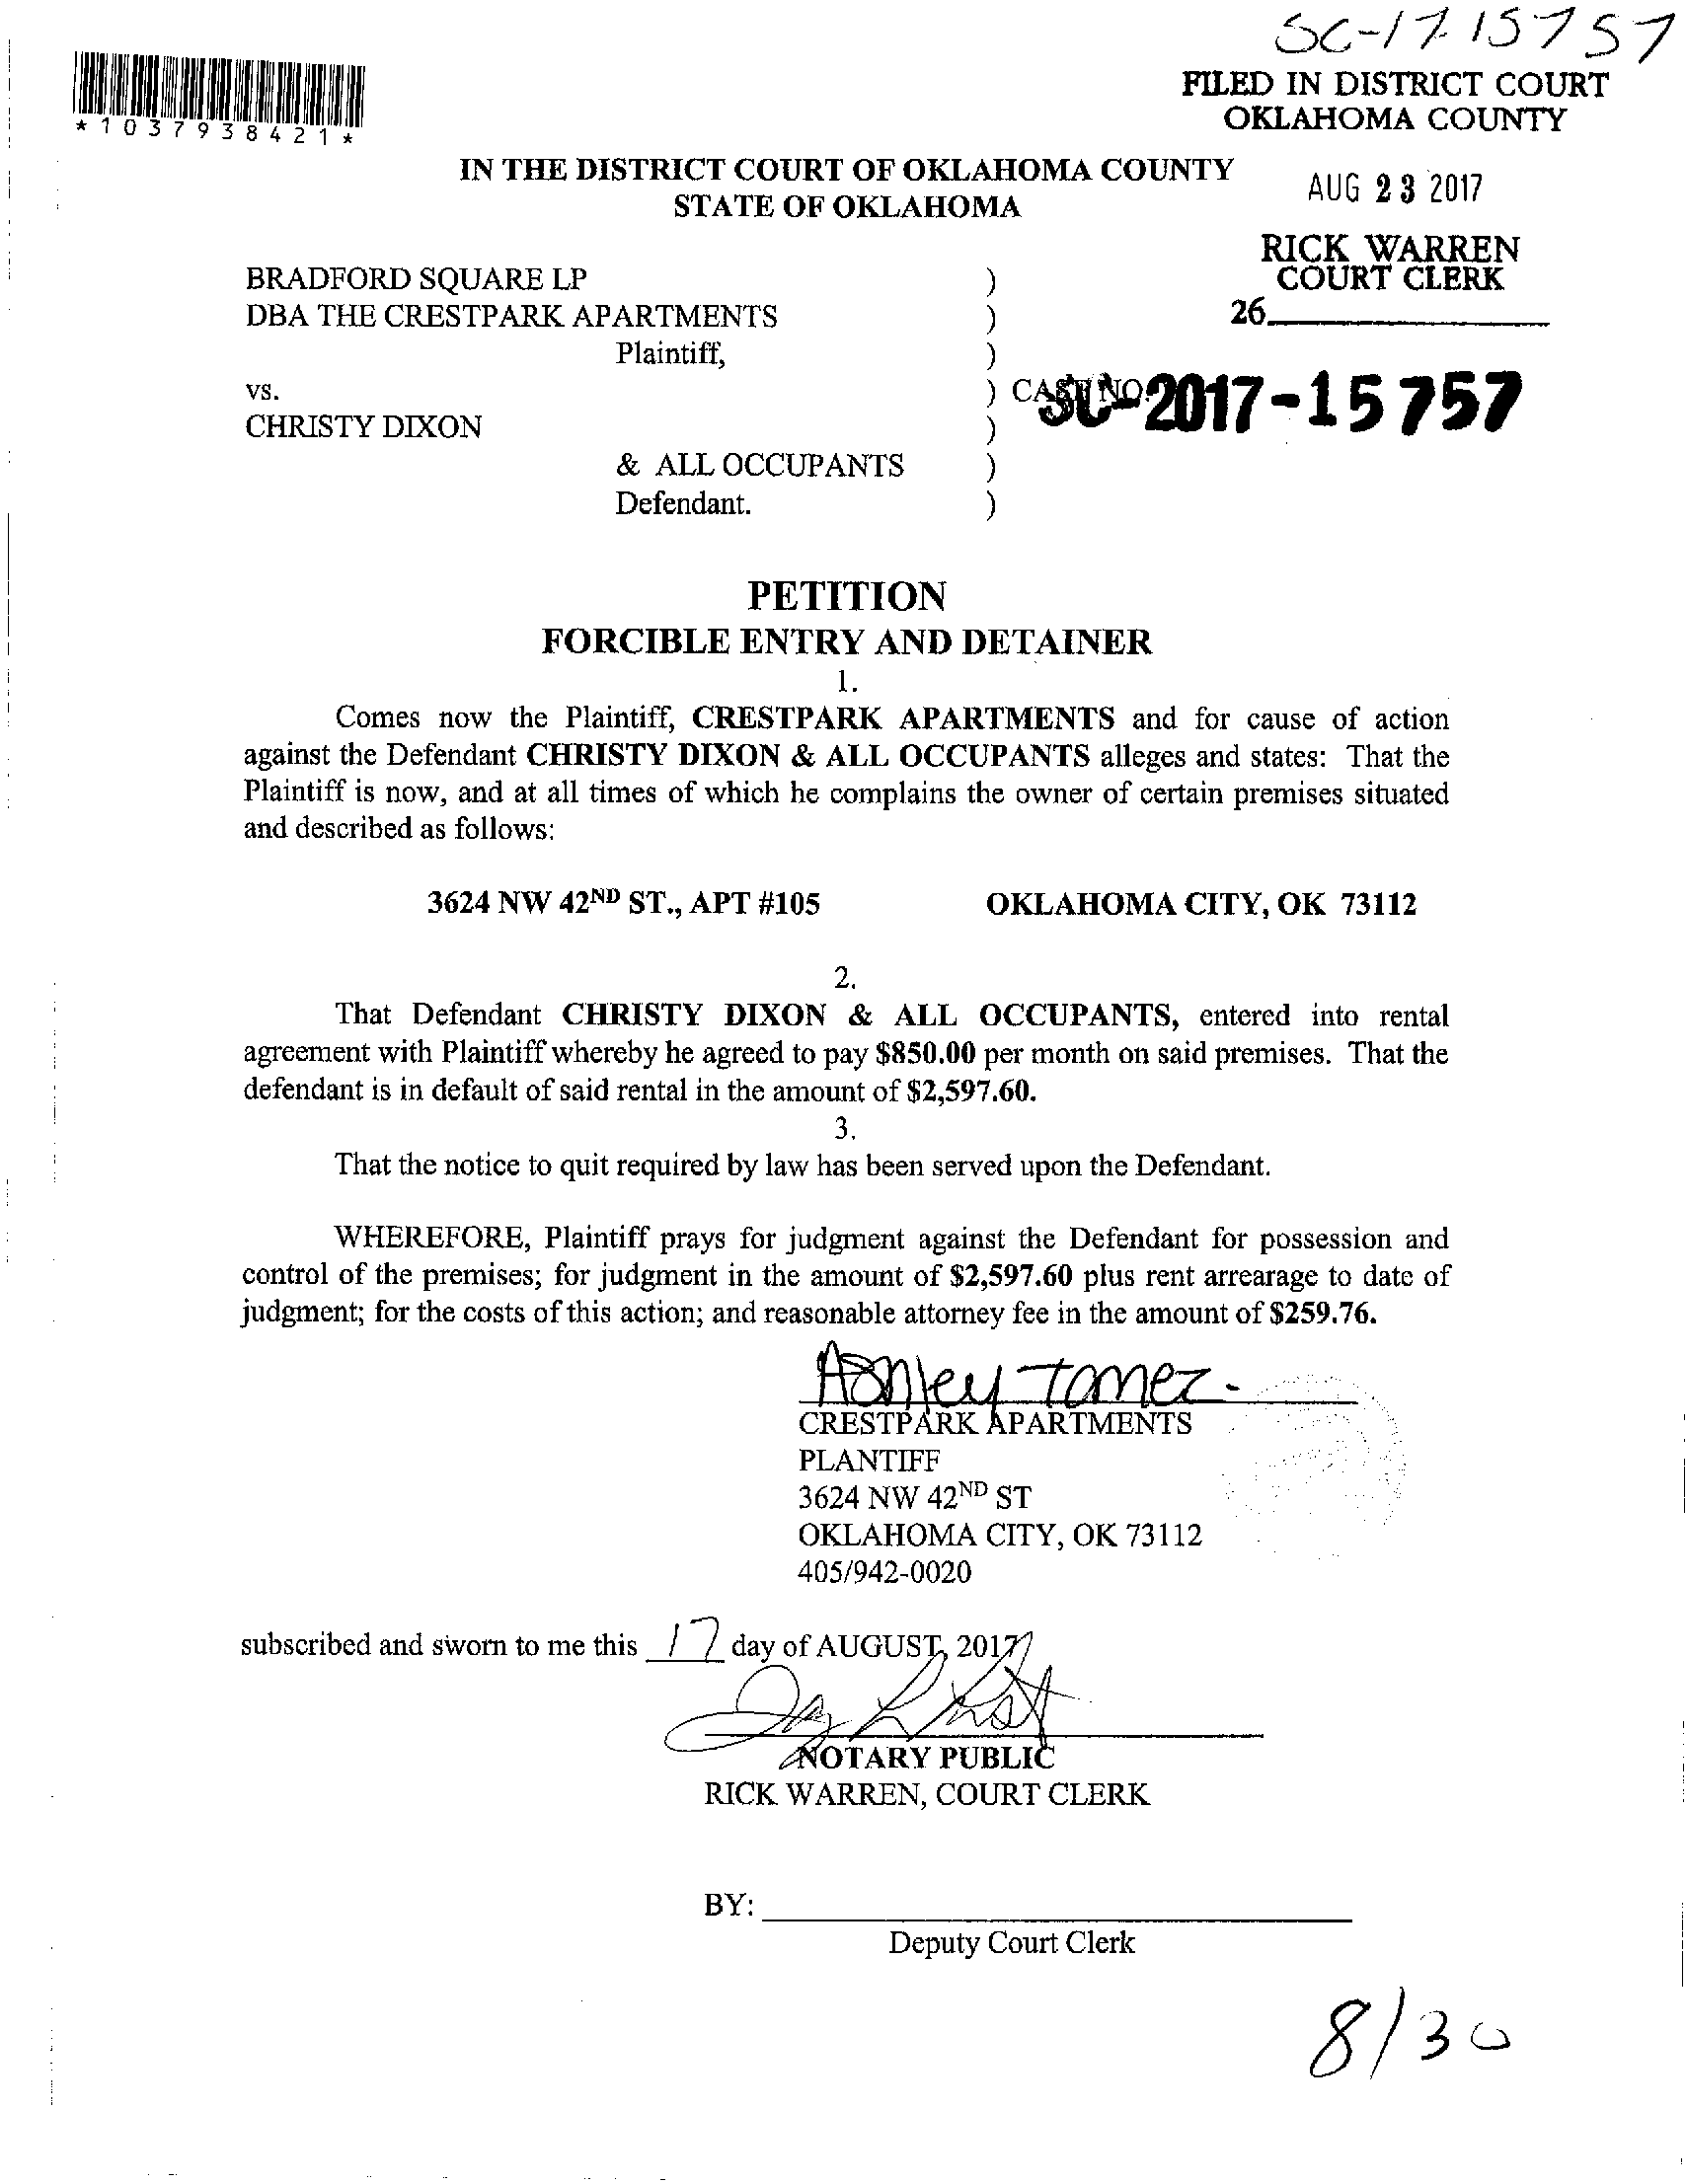 SC-17 15757
FILED IN DISTRICT COURT
OKLAHOMA COUNTY
*1037938421*
IN THE DISTRICT COURT OF OKLAHOMA COUNTY
STATE OF OKLAHOMA
AUG 23 2017
RICK WARREN
COURT CLERK
26
BRADFORD SQUARE LP )
DBA THE CRESTPARK APARTMENTS )
Plaintiff, )
vs. ) CASE NO. SC-2017-15757
CHRISTY DIXON )
& ALL OCCUPANTS )
Defendant. )
PETITION
FORCIBLE ENTRY AND DETAINER
1.
Comes now the Plaintiff, CRESTPARK APARTMENTS and for cause of action
against the Defendant CHRISTY DIXON & ALL OCCUPANTS alleges and states: That the
Plaintiff is now, and at all times of which he complains the owner of certain premises situated
and described as follows:
3624 NW 42ND ST., APT #105 OKLAHOMA CITY, OK 73112
2.
That Defendant CHRISTY DIXON & ALL OCCUPANTS, entered into rental
agreement with Plaintiff whereby he agreed to pay $850.00 per month on said premises. That the
defendant is in default of said rental in the amount of $2,597.60.
3.
That the notice to quit required by law has been served upon the Defendant.
WHEREFORE, Plaintiff prays for judgment against the Defendant for possession and
control of the premises; for judgment in the amount of $2,597.60 plus rent arrearage to date of
judgment; for the costs of this action; and reasonable attorney fee in the amount of $259.76.
Ashley Tamez.
CRESTPARK APARTMENTS
PLANTIFF
3624 NW 42ND ST
OKLAHOMA CITY, OK 73112
405/942-0020
subscribed and sworn to me this 17 day of AUGUST, 2017
NOTARY PUBLIC
RICK WARREN, COURT CLERK
BY:
Deputy Court Clerk
8/30